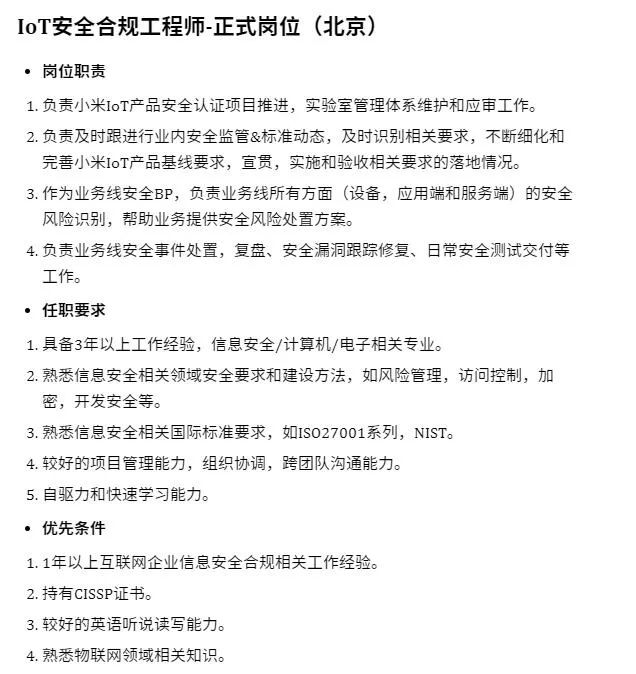 IoT安全合规工程师-正式岗位（北京）
• 岗位职责
1. 负责小米IoT产品安全认证项目推进，实验室管理体系维护和应审工作。
2. 负责及时跟进行业内安全监管&标准动态，及时识别相关要求，不断细化和
完善小米IoT产品基线要求，宣贯，实施和验收相关要求的落地情况。
3. 作为业务线安全BP，负责业务线所有方面（设备，应用端和服务端）的安全
风险识别，帮助业务提供安全风险处置方案。
4. 负责业务线安全事件处置，复盘、安全漏洞跟踪修复、日常安全测试交付等
工作。
• 任职要求
1. 具备3年以上工作经验，信息安全/计算机/电子相关专业。
2. 熟悉信息安全相关领域安全要求和建设方法，如风险管理，访问控制，加
密，开发安全等。
3. 熟悉信息安全相关国际标准要求，如ISO27001系列，NIST。
4. 较好的项目管理能力，组织协调，跨团队沟通能力。
5. 自驱力和快速学习能力。
• 优先条件
1. 1年以上互联网企业信息安全合规相关工作经验。
2. 持有CISSP证书。
3. 较好的英语听说读写能力。
4. 熟悉物联网领域相关知识。